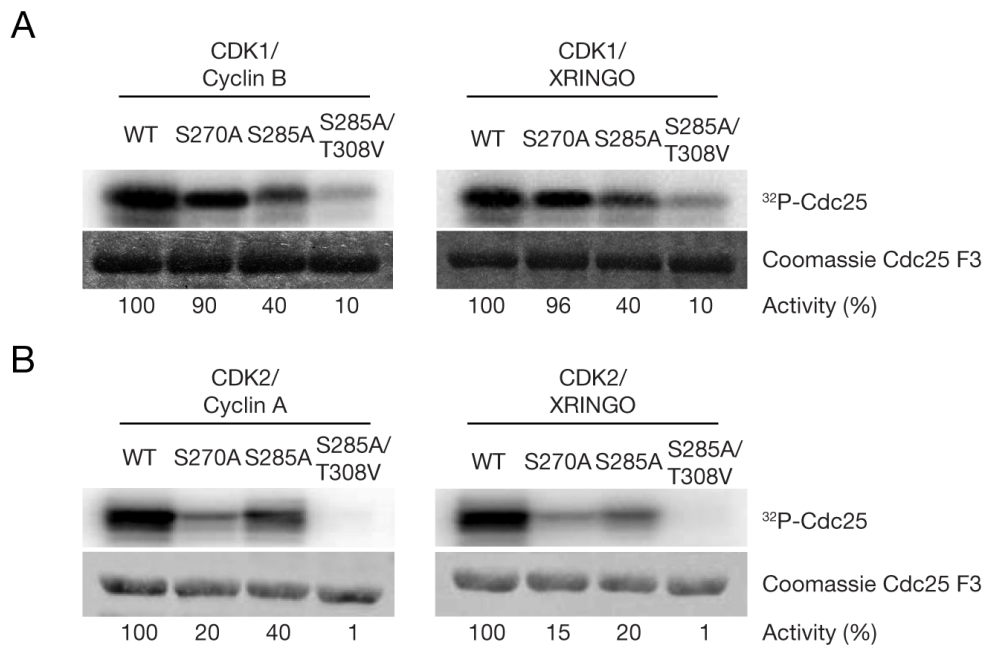 A
CDK1/
Cyclin B
CDK1/
XRINGO
WT S270A S285A S285A/
T308V
WT S270A S285A S285A/
T308V
32P-Cdc25
Coomassie Cdc25 F3
100 90 40 10 100 96 40 10 Activity (%)
B
CDK2/
Cyclin A
CDK2/
XRINGO
WT S270A S285A S285A/
T308V
WT S270A S285A S285A/
T308V
32P-Cdc25
Coomassie Cdc25 F3
100 20 40 1 100 15 20 1 Activity (%)